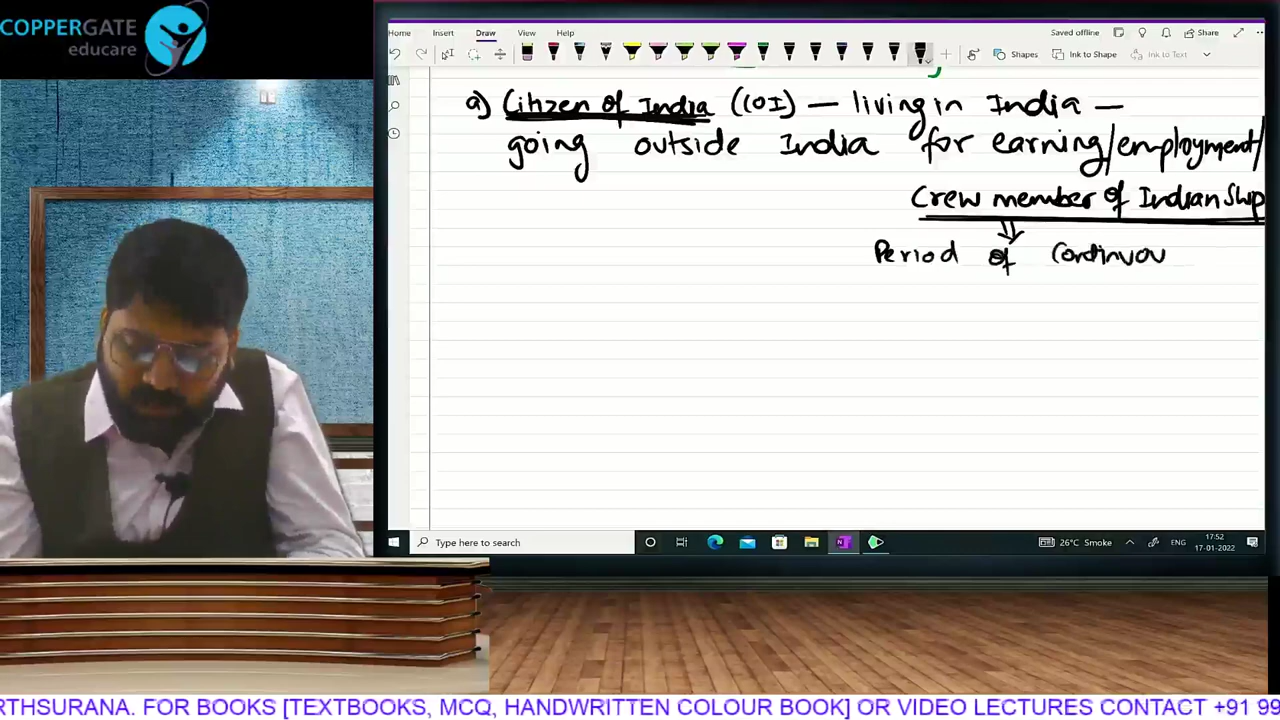 COPPERGATE
educare
Home Insert Draw View Help
Saved offline
Share
Shapes
Ink to Shape
Ink to Text
a) Citizen of India (COI) — living in India —
going outside India for earning/employment/
Crew member of Indian Ship
⇓
Period of Continuou
Type here to search
26°C Smoke
ENG
17:52
17-01-2022
RTHSURANA. FOR BOOKS [TEXTBOOKS, MCQ, HANDWRITTEN COLOUR BOOK] OR VIDEO LECTURES CONTACT +91 99